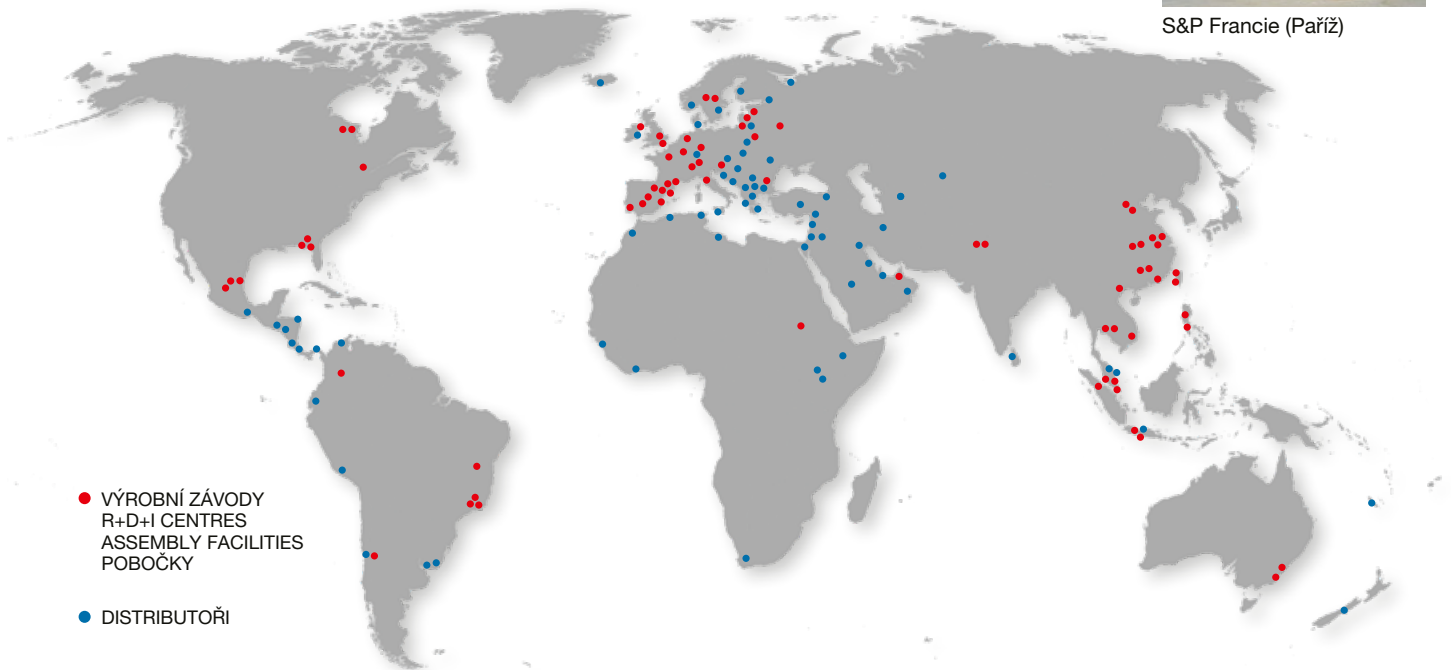 S&P Francie (Paříž)
VÝROBNÍ ZÁVODY
R+D+I CENTRES
ASSEMBLY FACILITIES
POBOČKY
DISTRIBUTOŘI